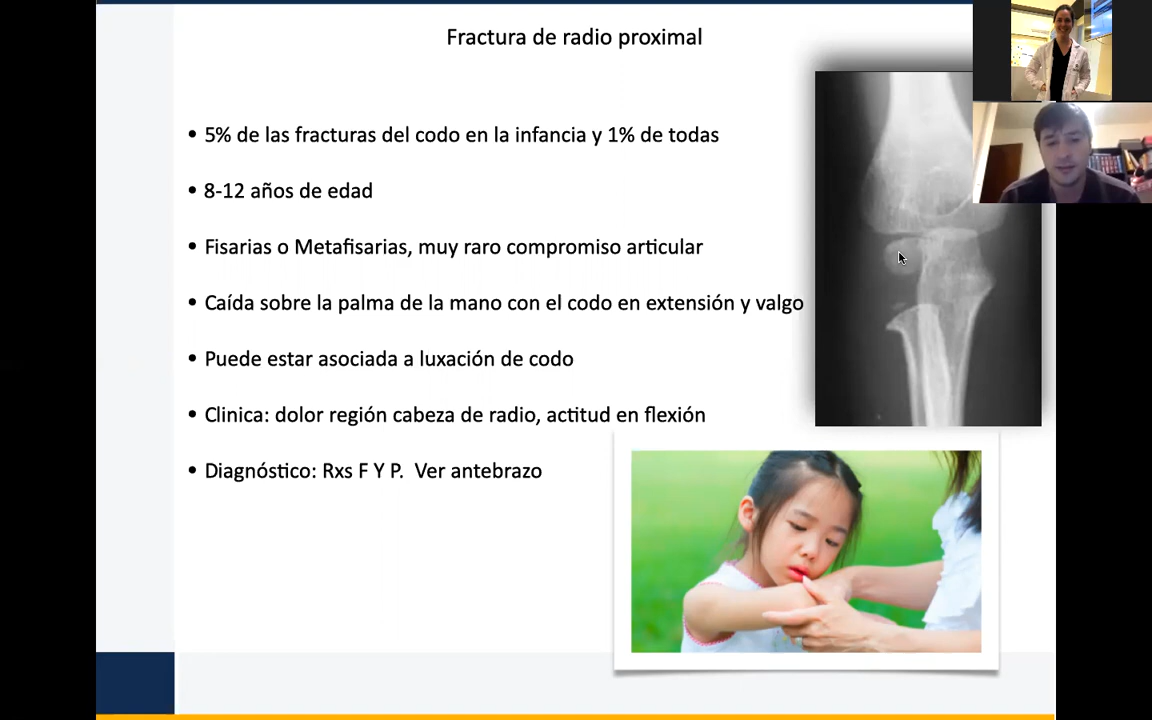 Fractura de radio proximal
• 5% de las fracturas del codo en la infancia y 1% de todas
• 8-12 años de edad
• Fisarias o Metafisarias, muy raro compromiso articular
• Caída sobre la palma de la mano con el codo en extensión y valgo
• Puede estar asociada a luxación de codo
• Clinica: dolor región cabeza de radio, actitud en flexión
• Diagnóstico: Rxs F Y P.  Ver antebrazo